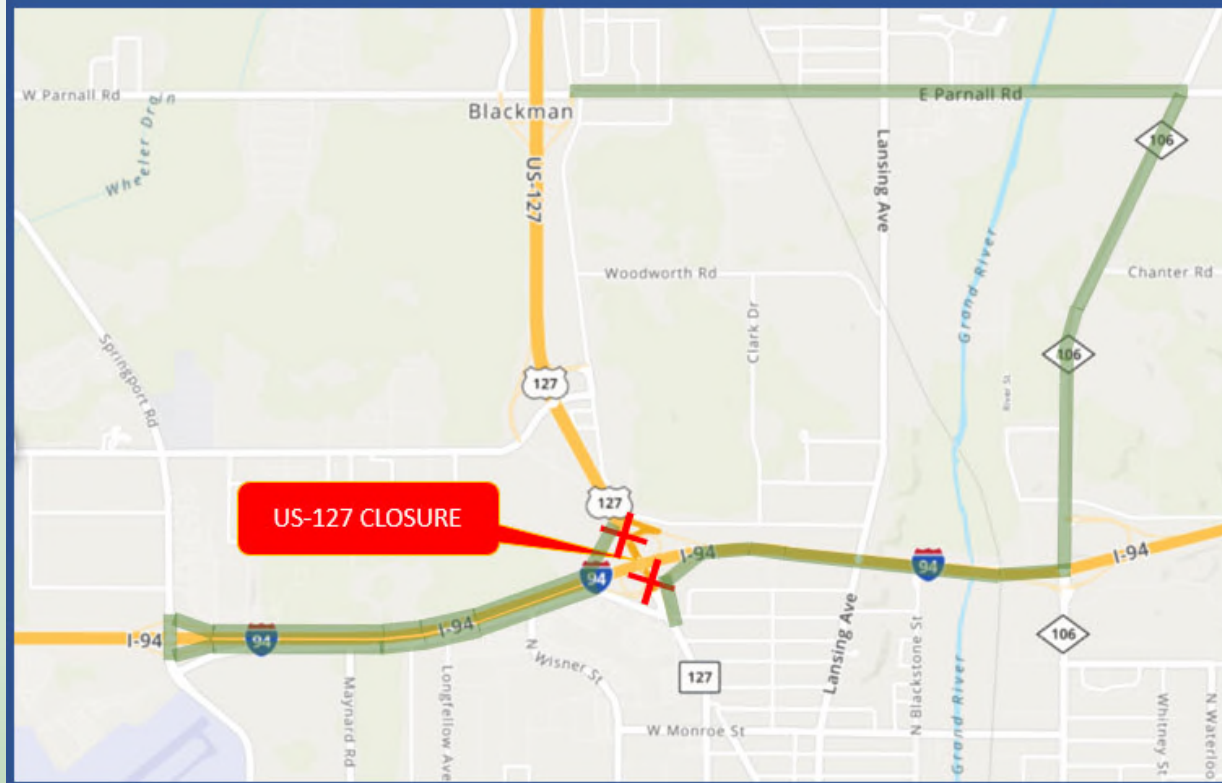 W Parnall Rd
Blackman
E Parnall Rd
106
Wheeler Drain
US-127
Lansing Ave
Grand River
Woodworth Rd
Chanter Rd
Clark Dr
Springport Rd
106
127
River St
US-127 CLOSURE
127
I-94
94
94
I-94
106
I-94
94
I-94
N Wisner St
Lansing Ave
N Blackstone St
Grand River
127
Maynard Rd
Longfellow Ave
W Monroe St
Whitney St
N Waterloo